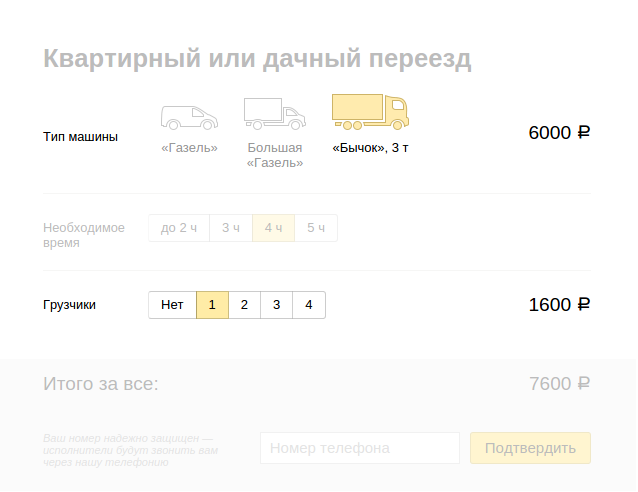 Квартирный или дачный переезд
Тип машины
«Газель»
Большая
«Газель»
«Бычок», 3 т
6000 ₽
Необходимое
время
до 2 ч
3 ч
4 ч
5 ч
Грузчики
Нет
1
2
3
4
1600 ₽
Итого за все:
7600 ₽
Ваш номер надежно защищен —
исполнители будут звонить вам
через нашу телефонию
Номер телефона
Подтвердить